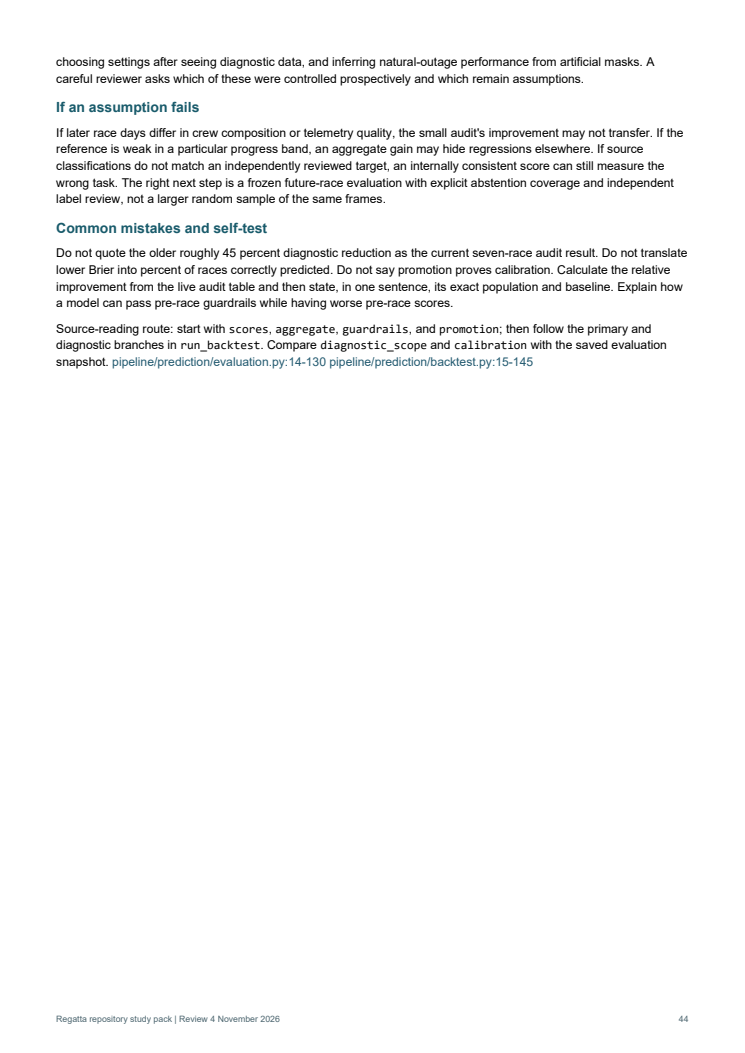 choosing settings after seeing diagnostic data, and inferring natural-outage performance from artificial masks. A
careful reviewer asks which of these were controlled prospectively and which remain assumptions.
If an assumption fails
If later race days differ in crew composition or telemetry quality, the small audit's improvement may not transfer. If the
reference is weak in a particular progress band, an aggregate gain may hide regressions elsewhere. If source
classifications do not match an independently reviewed target, an internally consistent score can still measure the
wrong task. The right next step is a frozen future-race evaluation with explicit abstention coverage and independent
label review, not a larger random sample of the same frames.
Common mistakes and self-test
Do not quote the older roughly 45 percent diagnostic reduction as the current seven-race audit result. Do not translate
lower Brier into percent of races correctly predicted. Do not say promotion proves calibration. Calculate the relative
improvement from the live audit table and then state, in one sentence, its exact population and baseline. Explain how
a model can pass pre-race guardrails while having worse pre-race scores.
Source-reading route: start with scores, aggregate, guardrails, and promotion; then follow the primary and
diagnostic branches in run_backtest. Compare diagnostic_scope and calibration with the saved evaluation
snapshot. pipeline/prediction/evaluation.py:14-130 pipeline/prediction/backtest.py:15-145
Regatta repository study pack | Review 4 November 2026
44